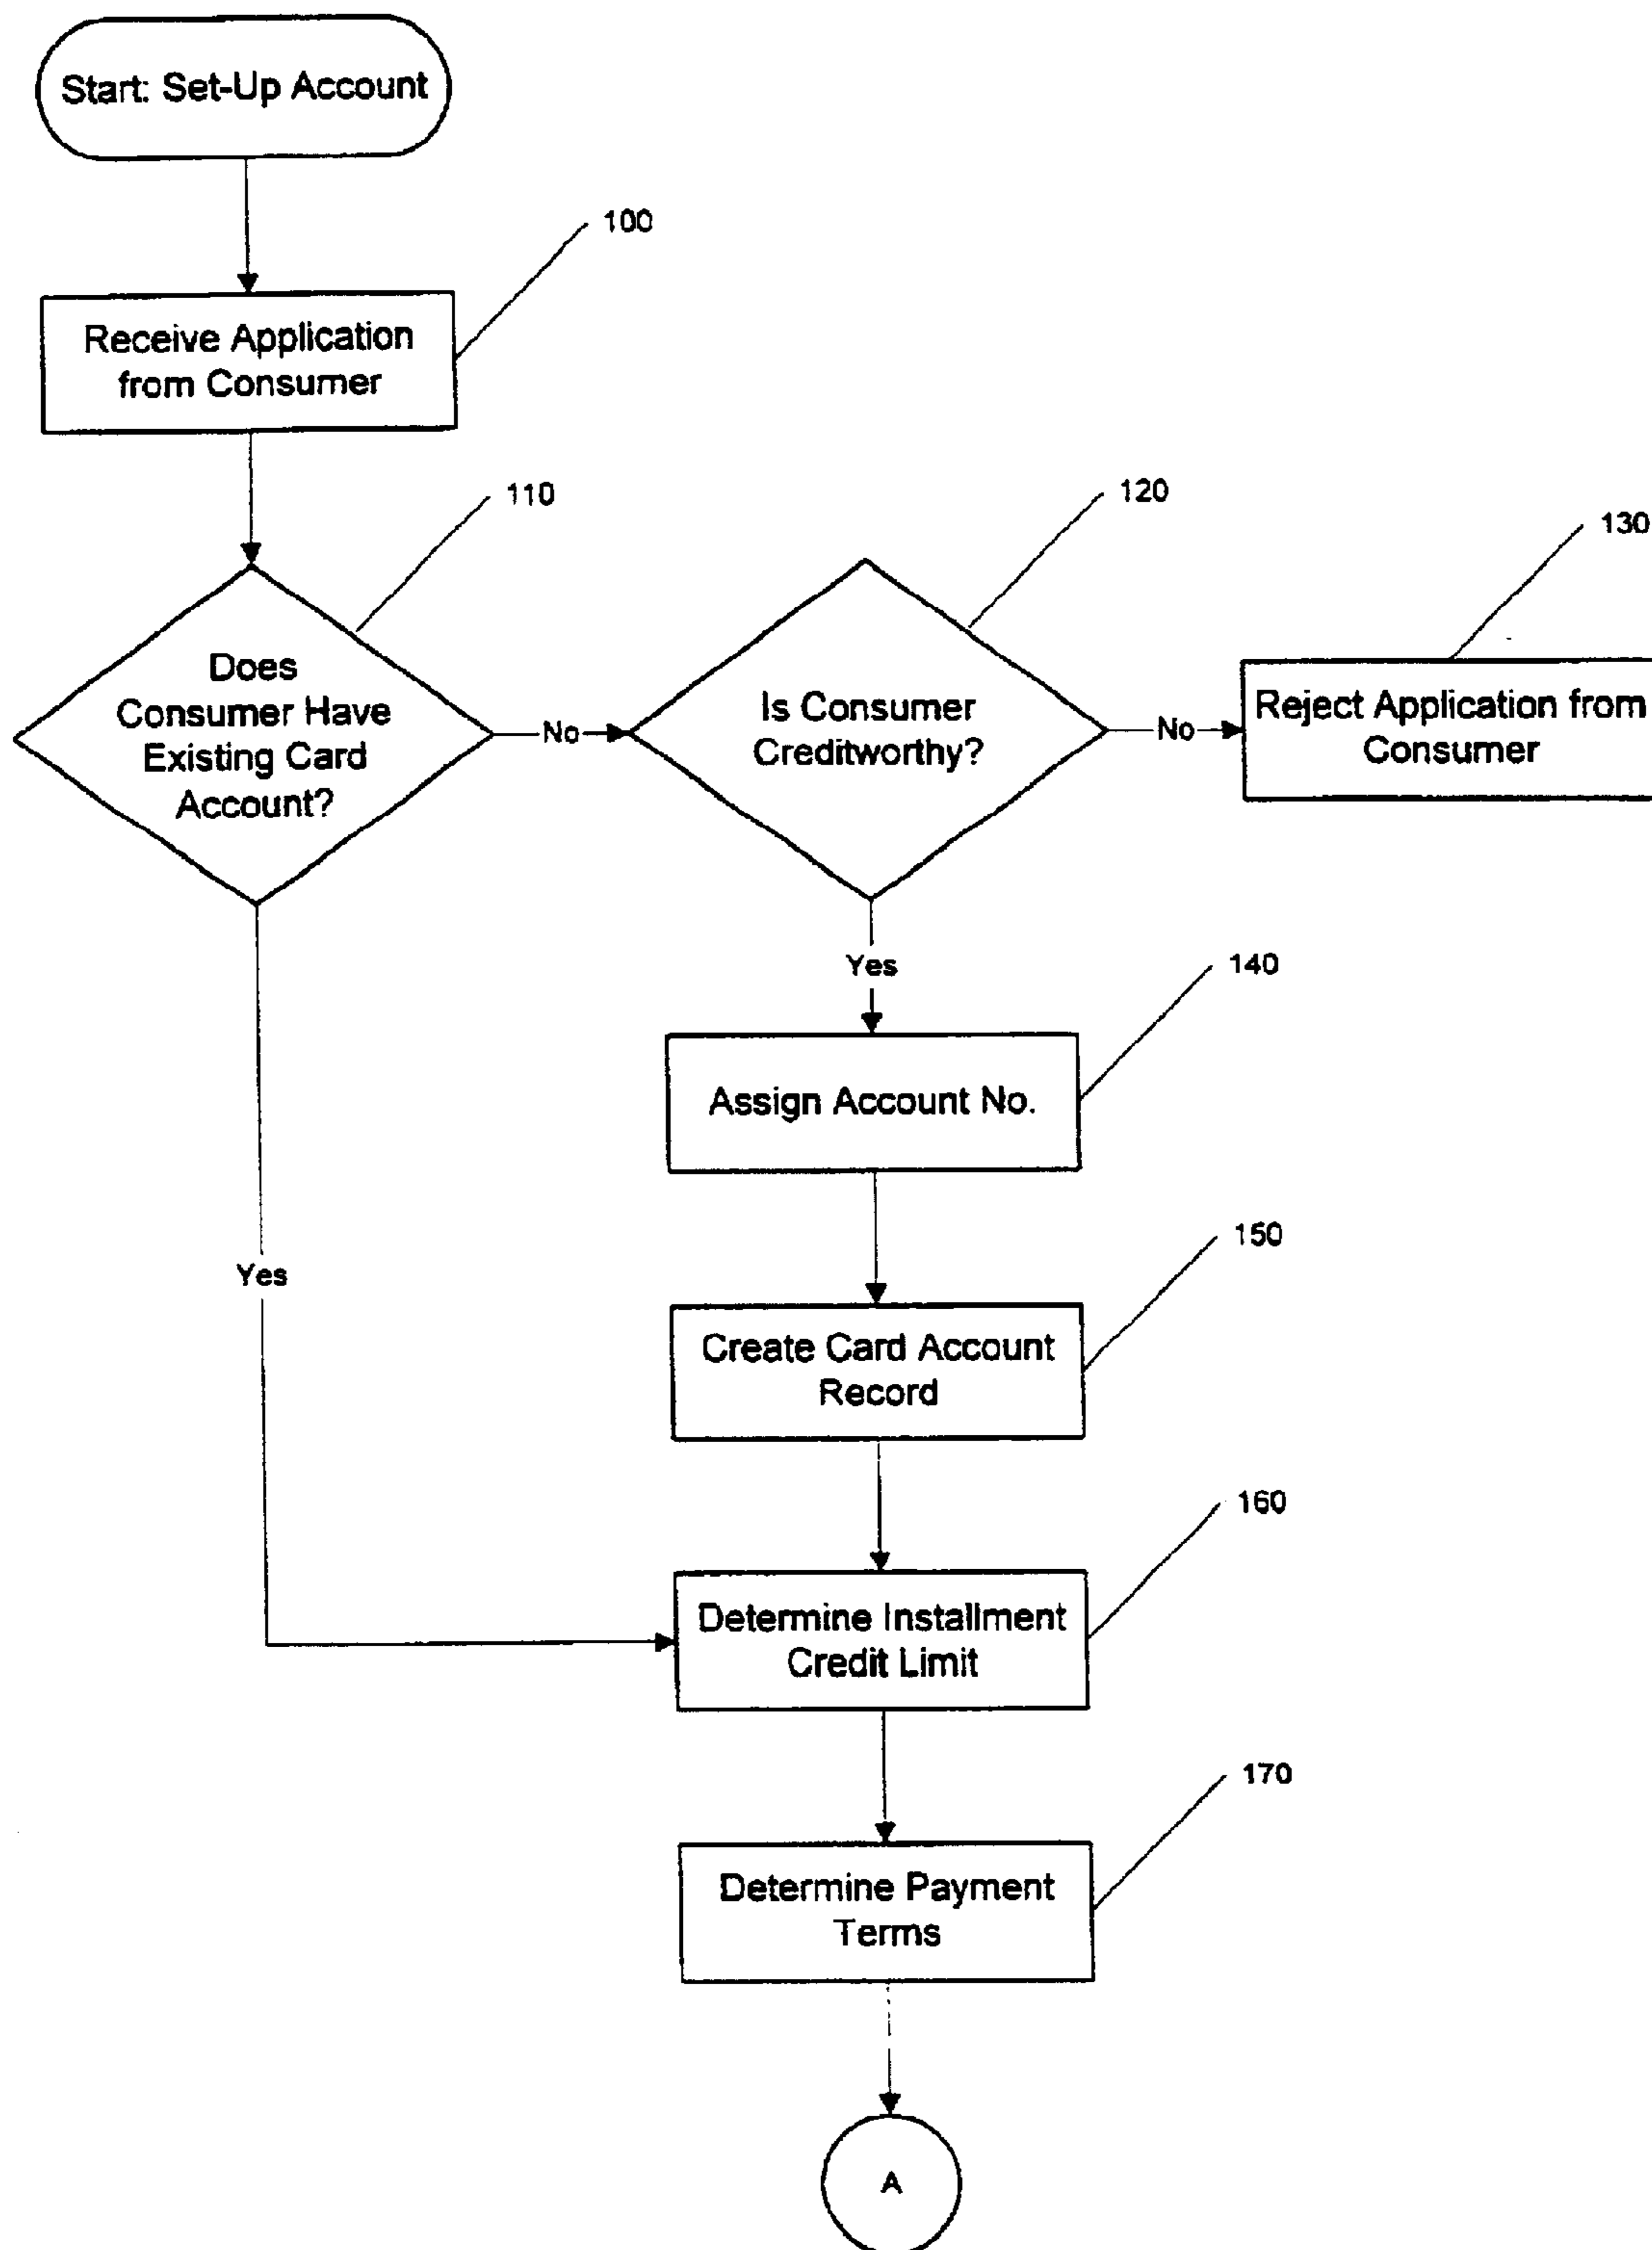 Start: Set-Up Account
100
Receive Application
from Consumer
110
120
130
Does
Consumer Have
Existing Card
Account?
No
Is Consumer
Creditworthy?
No
Reject Application from
Consumer
Yes
140
Assign Account No.
150
Yes
Create Card Account
Record
160
Determine Installment
Credit Limit
170
Determine Payment
Terms
A